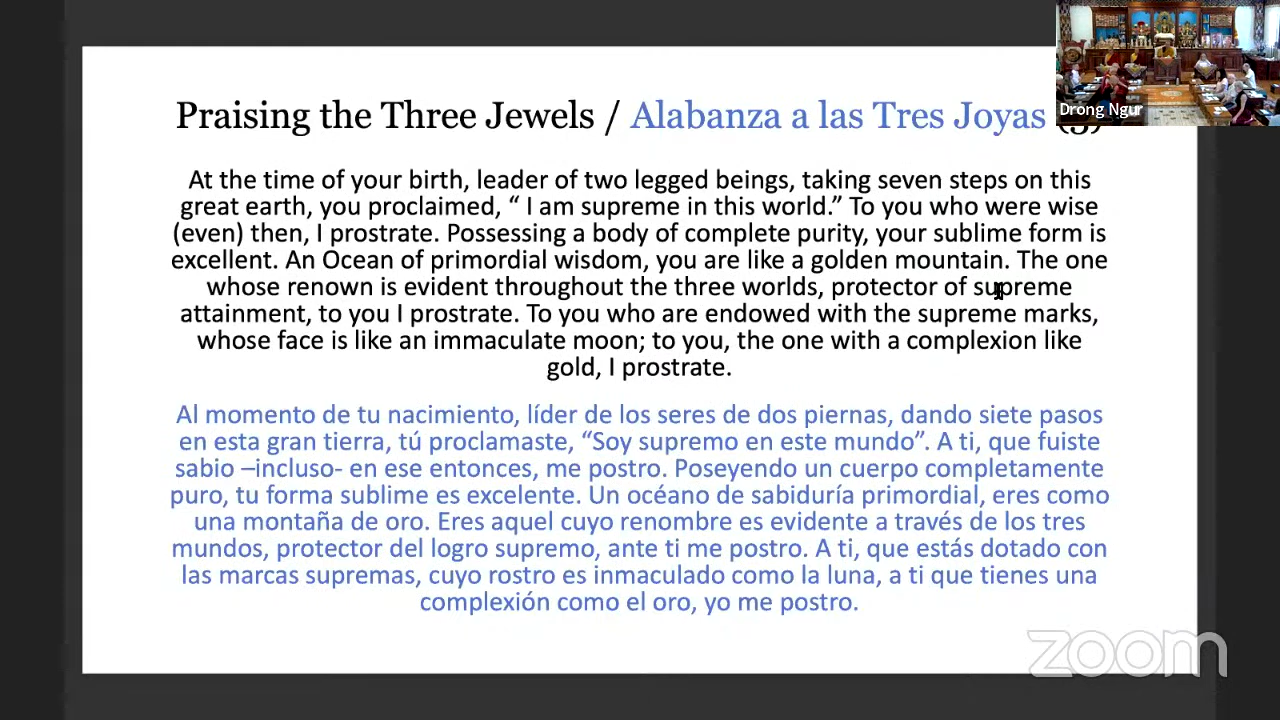 Praising the Three Jewels / Alabanza a las Tres Joyas
Drong Ngur
At the time of your birth, leader of two legged beings, taking seven steps on this
great earth, you proclaimed, “ I am supreme in this world.” To you who were wise
(even) then, I prostrate. Possessing a body of complete purity, your sublime form is
excellent. An Ocean of primordial wisdom, you are like a golden mountain. The one
whose renown is evident throughout the three worlds, protector of supreme
attainment, to you I prostrate. To you who are endowed with the supreme marks,
whose face is like an immaculate moon; to you, the one with a complexion like
gold, I prostrate.
Al momento de tu nacimiento, líder de los seres de dos piernas, dando siete pasos
en esta gran tierra, tú proclamaste, “Soy supremo en este mundo”. A ti, que fuiste
sabio –incluso- en ese entonces, me postro. Poseyendo un cuerpo completamente
puro, tu forma sublime es excelente. Un océano de sabiduría primordial, eres como
una montaña de oro. Eres aquel cuyo renombre es evidente a través de los tres
mundos, protector del logro supremo, ante ti me postro. A ti, que estás dotado con
las marcas supremas, cuyo rostro es inmaculado como la luna, a ti que tienes una
complexión como el oro, yo me postro.
zoom